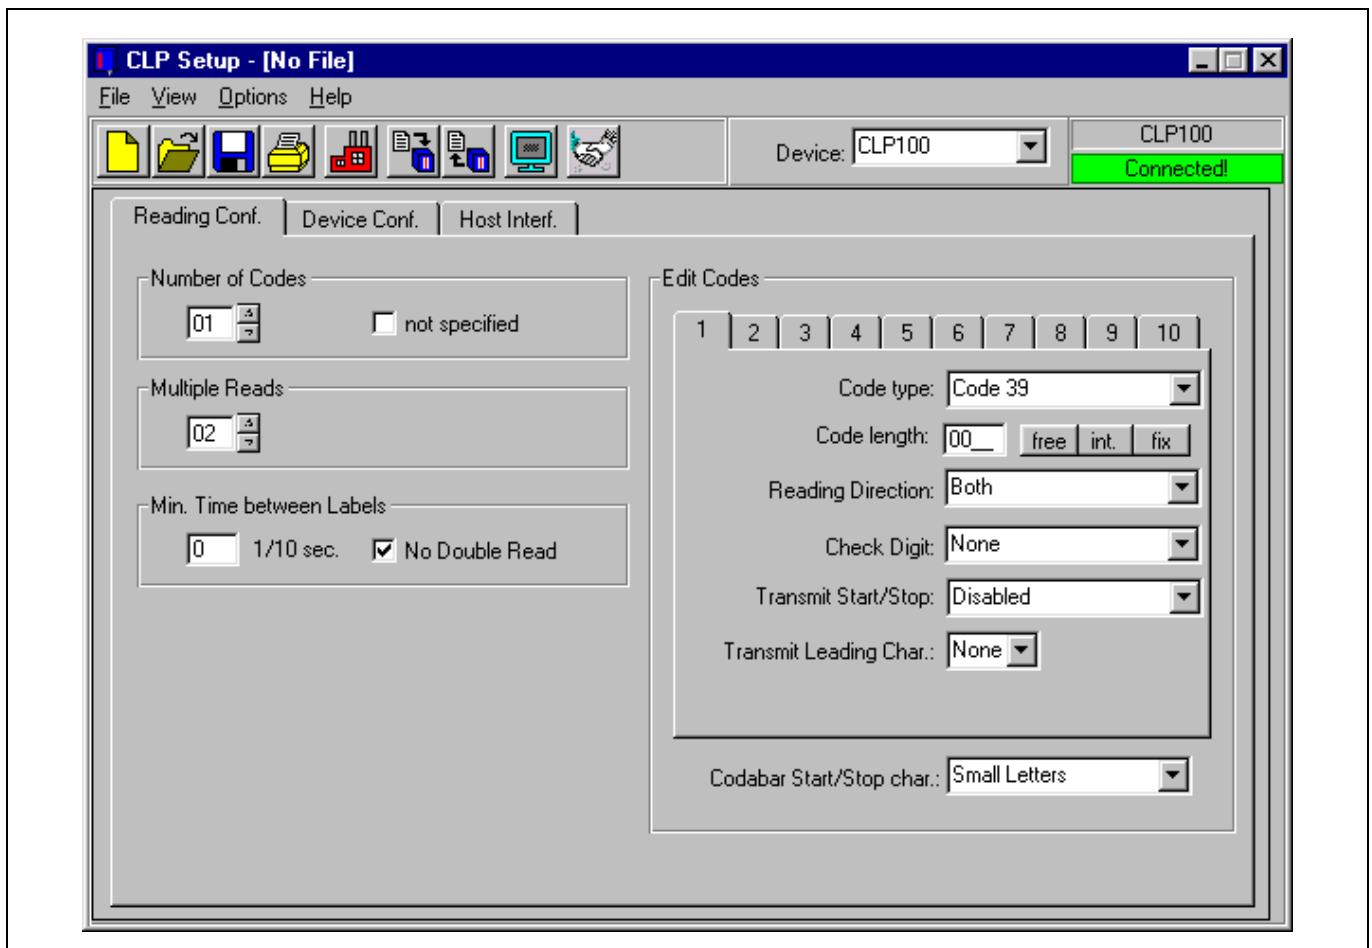 CLP Setup - [No File]
File View Options Help
Device: CLP100
CLP100
Connected!
Reading Conf. Device Conf. Host Interf.
Number of Codes
01 not specified
Multiple Reads
02
Min. Time between Labels
0 1/10 sec. No Double Read
Edit Codes
1 2 3 4 5 6 7 8 9 10
Code type: Code 39
Code length: 00__ free int. fix
Reading Direction: Both
Check Digit: None
Transmit Start/Stop: Disabled
Transmit Leading Char.: None
Codabar Start/Stop char.: Small Letters